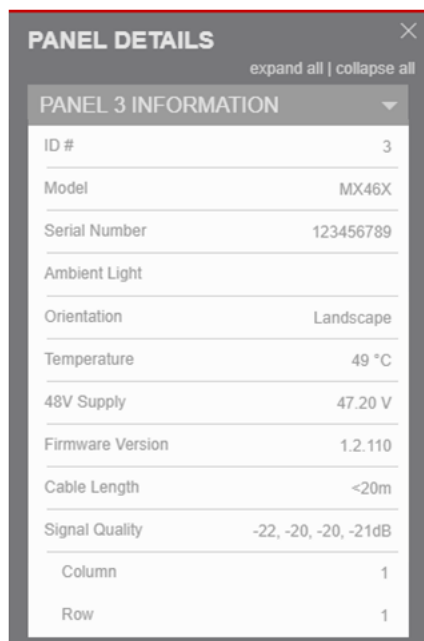 PANEL DETAILS
expand all | collapse all
PANEL 3 INFORMATION
ID # 3
Model MX46X
Serial Number 123456789
Ambient Light
Orientation Landscape
Temperature 49 °C
48V Supply 47.20 V
Firmware Version 1.2.110
Cable Length <20m
Signal Quality -22, -20, -20, -21dB
Column 1
Row 1